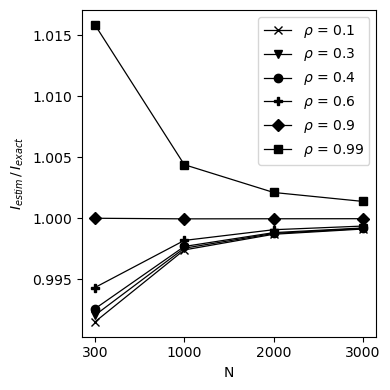 1.015
1.010
1.005
1.000
0.995
I_estim / I_exact
ρ = 0.1
ρ = 0.3
ρ = 0.4
ρ = 0.6
ρ = 0.9
ρ = 0.99
300 1000 2000 3000
N